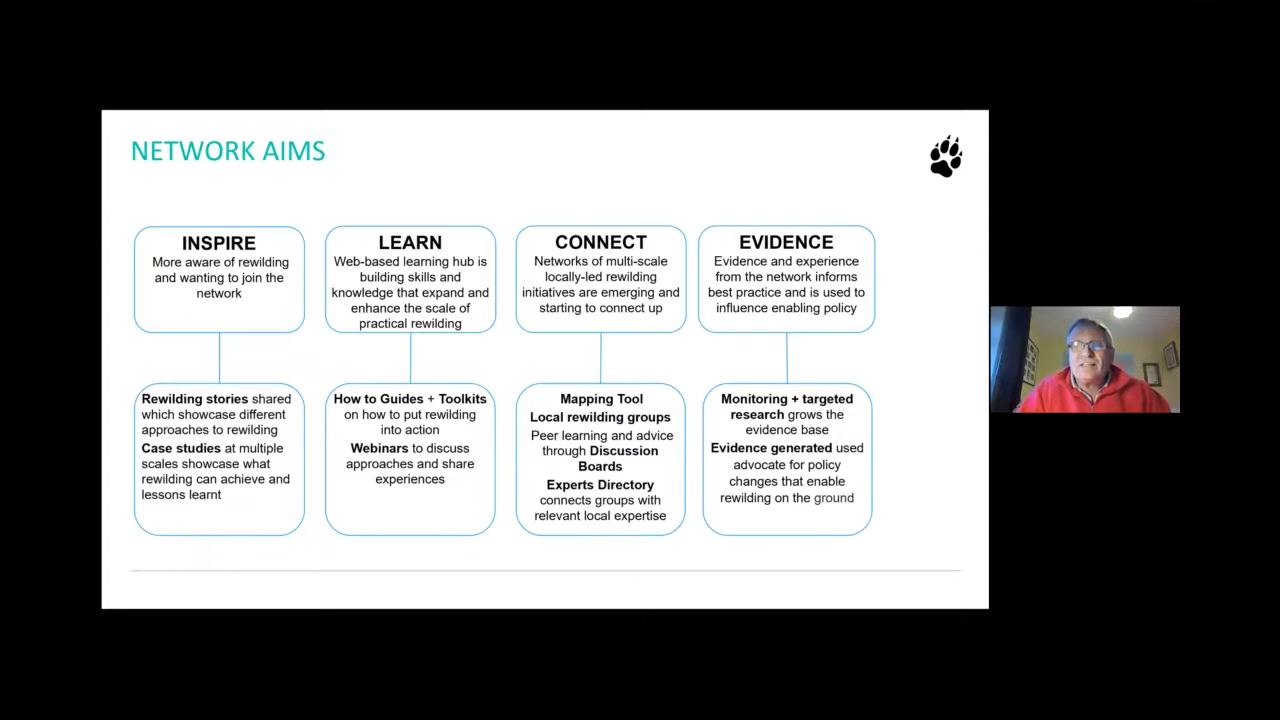 NETWORK AIMS
INSPIRE
More aware of rewilding
and wanting to join the
network
LEARN
Web-based learning hub is
building skills and
knowledge that expand and
enhance the scale of
practical rewilding
CONNECT
Networks of multi-scale
locally-led rewilding
initiatives are emerging and
starting to connect up
EVIDENCE
Evidence and experience
from the network informs
best practice and is used to
influence enabling policy
Rewilding stories shared
which showcase different
approaches to rewilding
Case studies at multiple
scales showcase what
rewilding can achieve and
lessons learnt
How to Guides + Toolkits
on how to put rewilding
into action
Webinars to discuss
approaches and share
experiences
Mapping Tool
Local rewilding groups
Peer learning and advice
through Discussion
Boards
Experts Directory
connects groups with
relevant local expertise
Monitoring + targeted
research grows the
evidence base
Evidence generated used
advocate for policy
changes that enable
rewilding on the ground